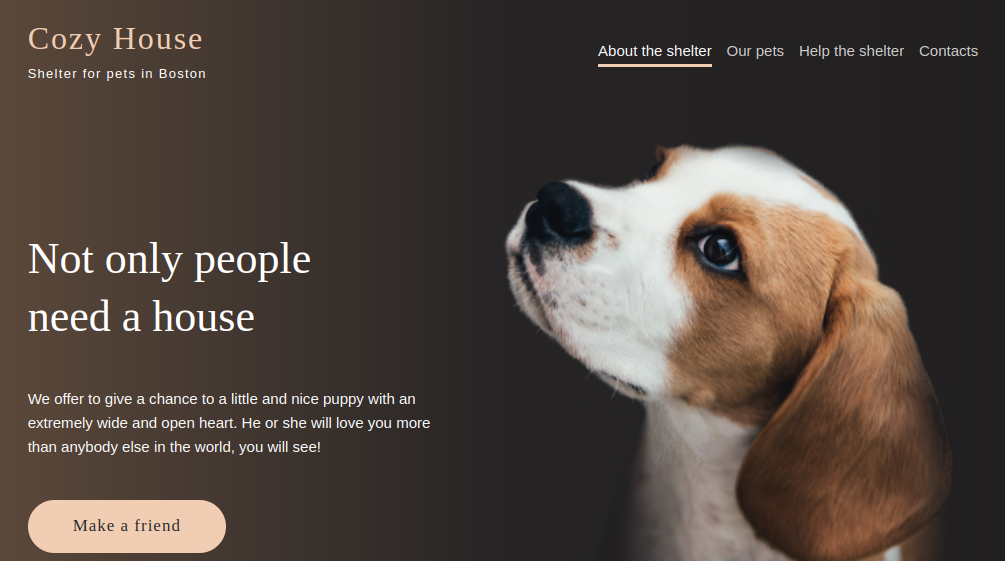 Cozy House
Shelter for pets in Boston
About the shelter Our pets Help the shelter Contacts
Not only people
need a house
We offer to give a chance to a little and nice puppy with an
extremely wide and open heart. He or she will love you more
than anybody else in the world, you will see!
Make a friend